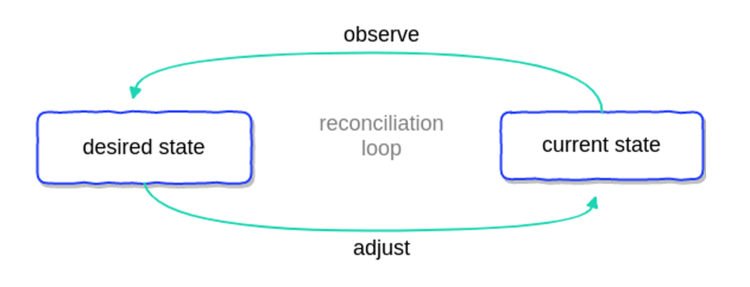 observe
reconciliation
loop
desired state
current state
adjust